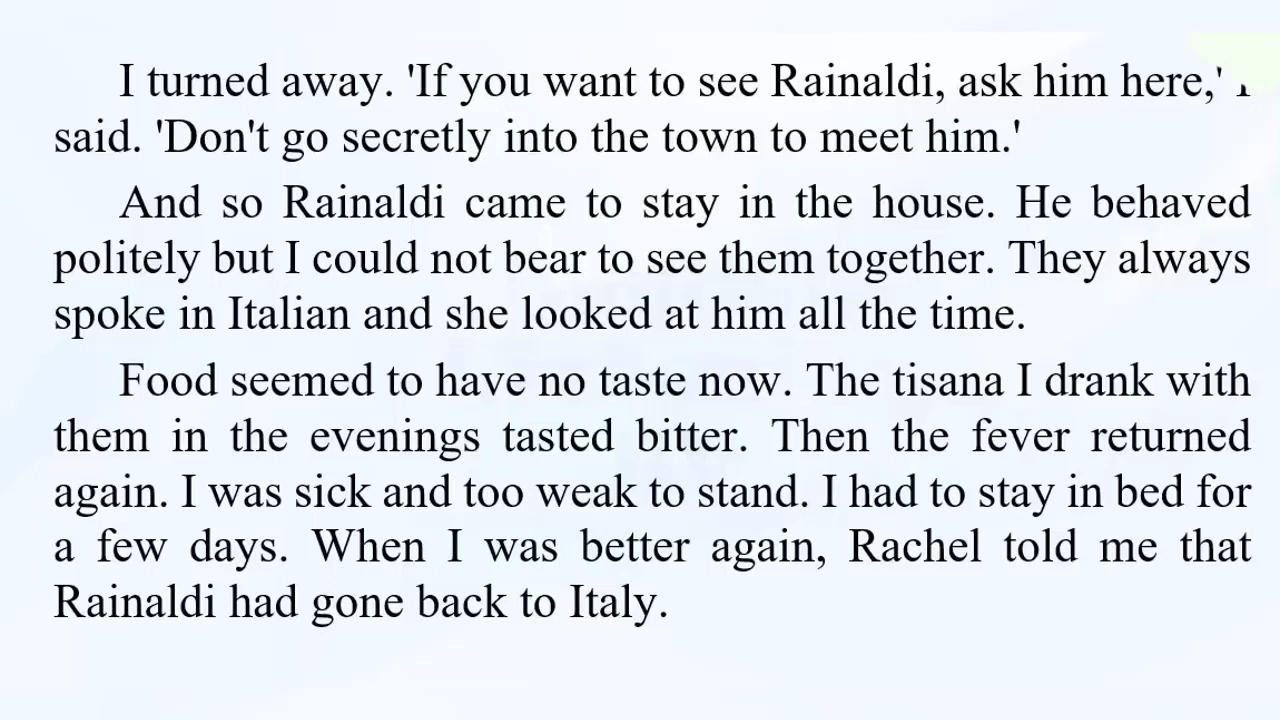 I turned away. 'If you want to see Rainaldi, ask him here,' I
said. 'Don't go secretly into the town to meet him.'
And so Rainaldi came to stay in the house. He behaved
politely but I could not bear to see them together. They always
spoke in Italian and she looked at him all the time.
Food seemed to have no taste now. The tisana I drank with
them in the evenings tasted bitter. Then the fever returned
again. I was sick and too weak to stand. I had to stay in bed for
a few days. When I was better again, Rachel told me that
Rainaldi had gone back to Italy.